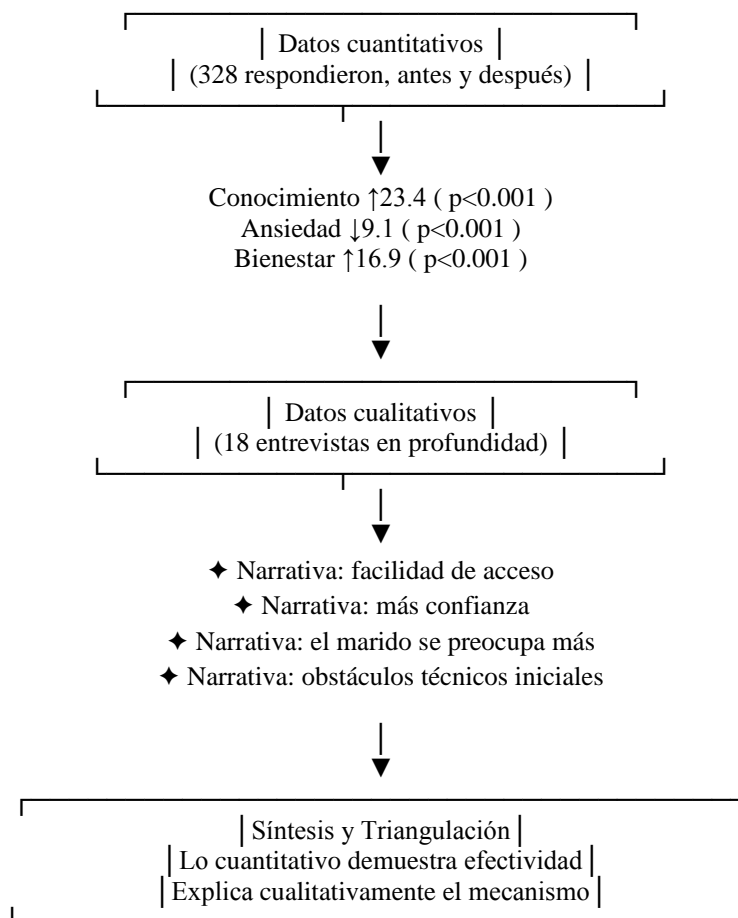 | Datos cuantitativos |
| (328 respondieron, antes y después) |
Conocimiento ↑23.4 ( p<0.001 )
Ansiedad ↓9.1 ( p<0.001 )
Bienestar ↑16.9 ( p<0.001 )
| Datos cualitativos |
| (18 entrevistas en profundidad) |
✦ Narrativa: facilidad de acceso
✦ Narrativa: más confianza
✦ Narrativa: el marido se preocupa más
✦ Narrativa: obstáculos técnicos iniciales
| Síntesis y Triangulación |
| Lo cuantitativo demuestra efectividad |
| Explica cualitativamente el mecanismo |